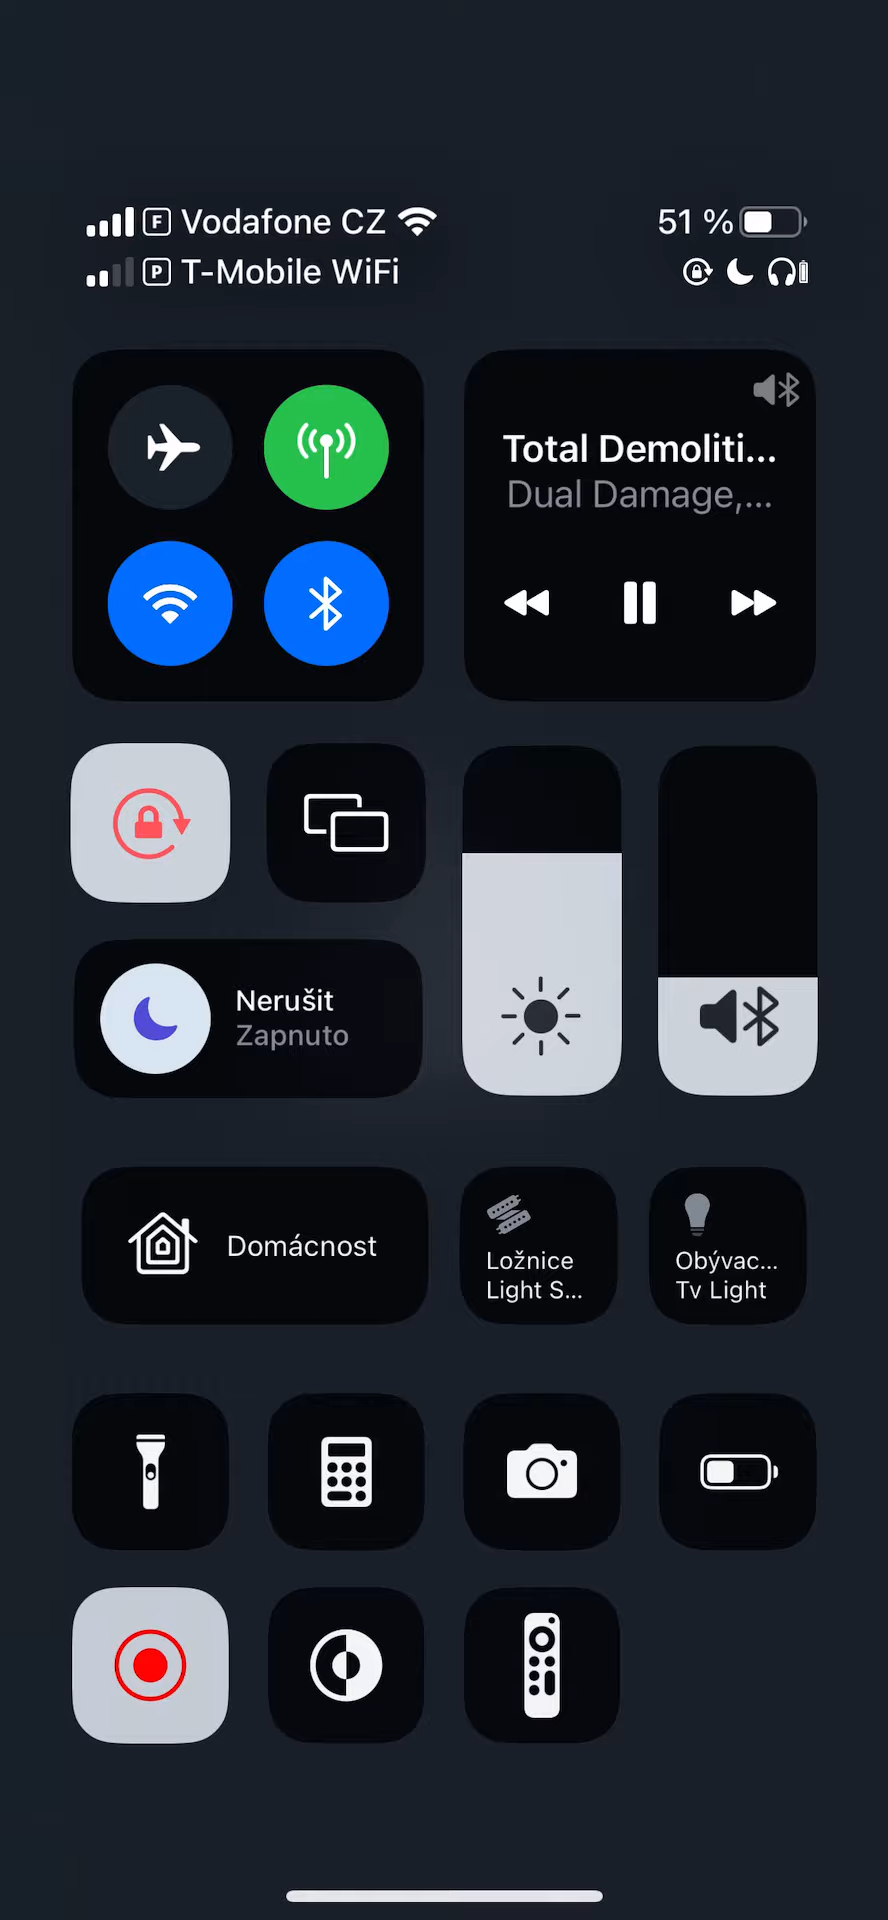 F Vodafone CZ
51 %
P T-Mobile WiFi
Total Demoliti...
Dual Damage,...
Nerušit
Zapnuto
Domácnost
Ložnice
Light S...
Obývac...
Tv Light